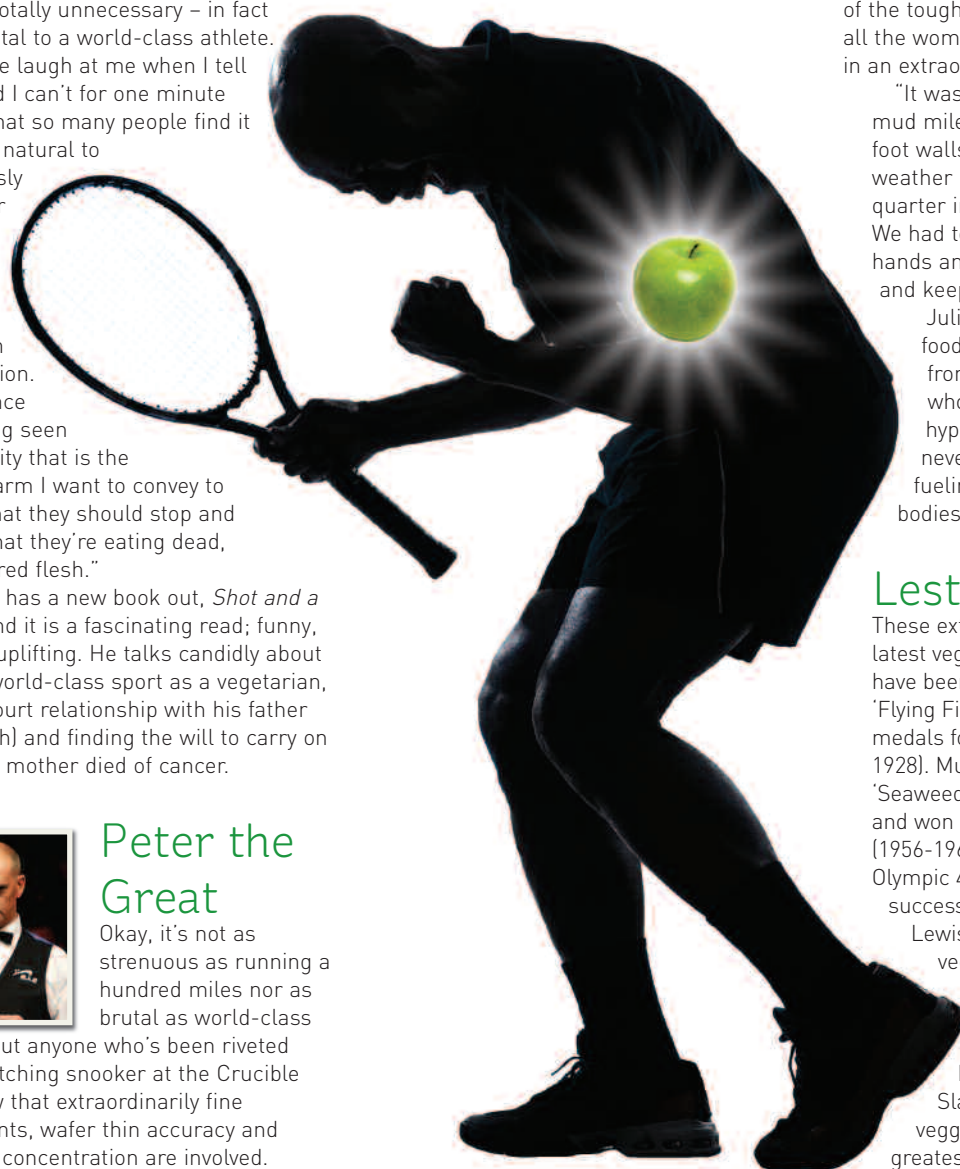 otally unnecessary – in fact
tal to a world-class athlete.
e laugh at me when I tell
d I can't for one minute
hat so many people find it
natural to
sly
r
n
ion.
nce
g seen
ity that is the
arm I want to convey to
hat they should stop and
hat they're eating dead,
red flesh."
has a new book out, Shot and a
nd it is a fascinating read; funny,
uplifting. He talks candidly about
world-class sport as a vegetarian,
ourt relationship with his father
h) and finding the will to carry on
mother died of cancer.
Peter the
Great
Okay, it's not as
strenuous as running a
hundred miles nor as
brutal as world-class
ut anyone who's been riveted
tching snooker at the Crucible
w that extraordinarily fine
nts, wafer thin accuracy and
concentration are involved.
of the tough
all the wom
in an extrao
"It was
mud mile
foot walls
weather
quarter i
We had t
hands an
and keep
Juli
food
fror
who
hyp
neve
fuelin
bodies
Lest
These ext
latest veg
have been
'Flying Fi
medals fo
1928). Mu
'Seaweed
and won
(1956-196
Olympic 4
success
Lewis
ve
Sla
vegg
greates